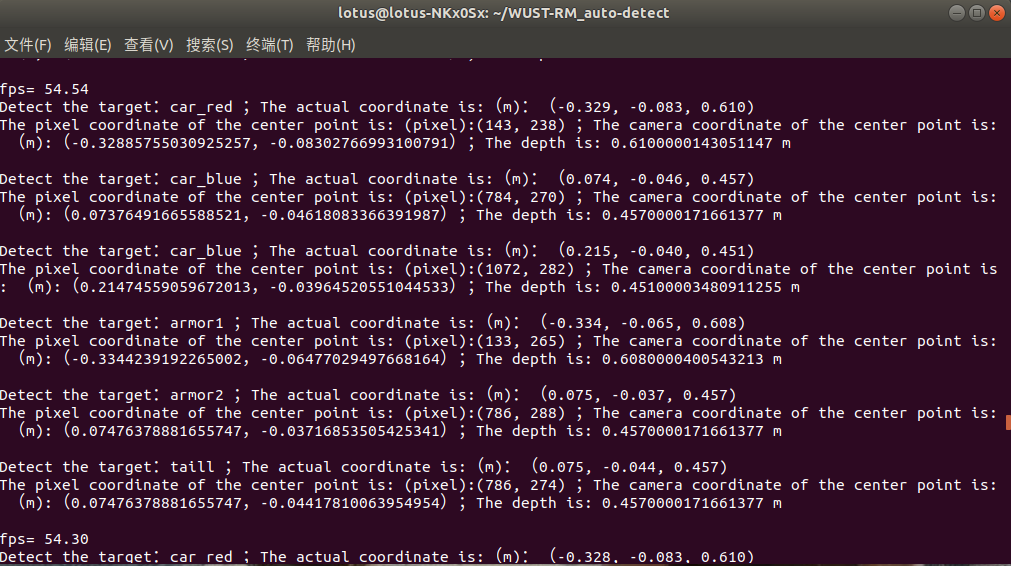 lotus@lotus-NKx0Sx: ~/WUST-RM_auto-detect
文件(F) 编辑(E) 查看(V) 搜索(S) 终端(T) 帮助(H)
fps= 54.54
Detect the target: car_red ; The actual coordinate is: (m): (-0.329, -0.083, 0.610)
The pixel coordinate of the center point is: (pixel):(143, 238) ; The camera coordinate of the center point is:
(m): (-0.32885755030925257, -0.08302766993100791) ; The depth is: 0.6100000143051147 m
Detect the target: car_blue ; The actual coordinate is: (m): (0.074, -0.046, 0.457)
The pixel coordinate of the center point is: (pixel):(784, 270) ; The camera coordinate of the center point is:
(m): (0.07376491665588521, -0.04618083366391987) ; The depth is: 0.4570000171661377 m
Detect the target: car_blue ; The actual coordinate is: (m): (0.215, -0.040, 0.451)
The pixel coordinate of the center point is: (pixel):(1072, 282) ; The camera coordinate of the center point is
: (m): (0.21474559059672013, -0.03964520551044533) ; The depth is: 0.45100003480911255 m
Detect the target: armor1 ; The actual coordinate is: (m): (-0.334, -0.065, 0.608)
The pixel coordinate of the center point is: (pixel):(133, 265) ; The camera coordinate of the center point is:
(m): (-0.3344239192265002, -0.06477029497668164) ; The depth is: 0.6080000400543213 m
Detect the target: armor2 ; The actual coordinate is: (m): (0.075, -0.037, 0.457)
The pixel coordinate of the center point is: (pixel):(786, 288) ; The camera coordinate of the center point is:
(m): (0.07476378881655747, -0.03716853505425341) ; The depth is: 0.4570000171661377 m
Detect the target: taill ; The actual coordinate is: (m): (0.075, -0.044, 0.457)
The pixel coordinate of the center point is: (pixel):(786, 274) ; The camera coordinate of the center point is:
(m): (0.07476378881655747, -0.04417810063954954) ; The depth is: 0.4570000171661377 m
fps= 54.30
Detect the target: car_red ; The actual coordinate is: (m): (-0.328, -0.083, 0.610)